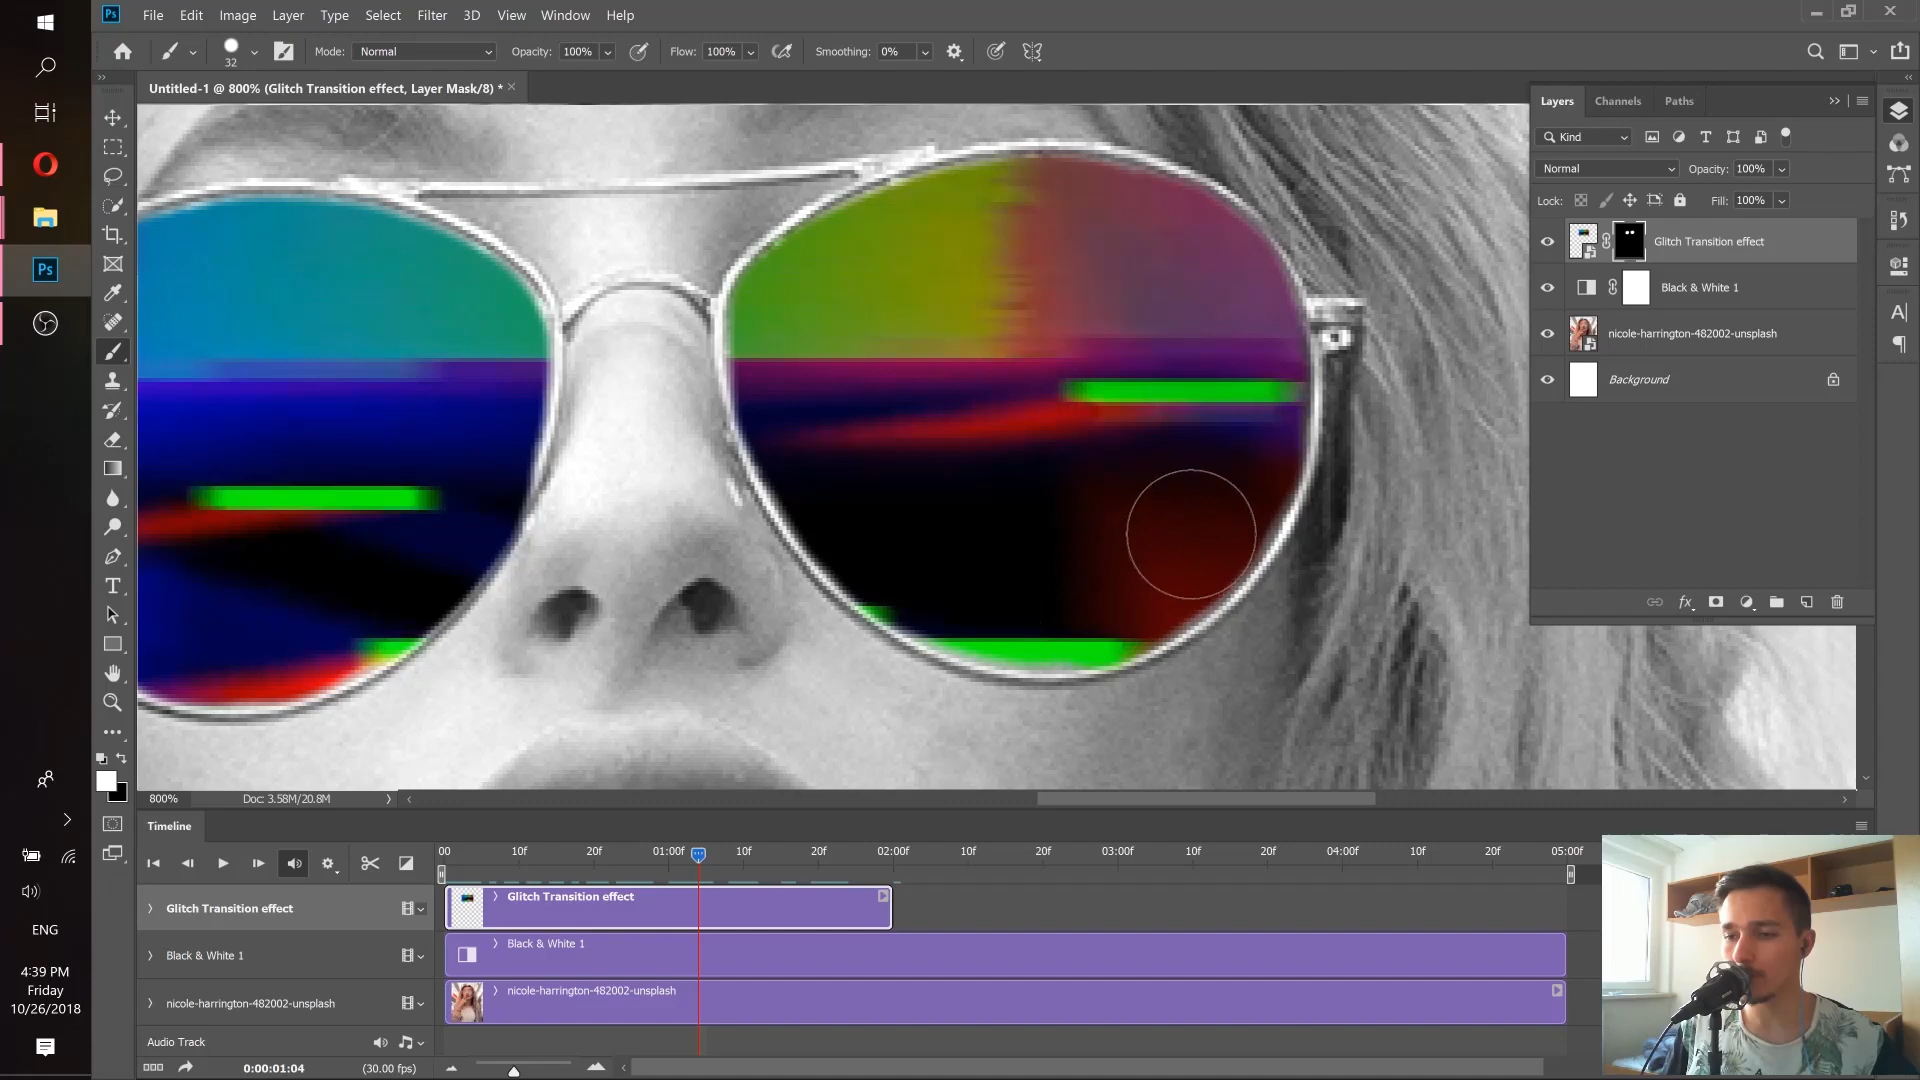 Ps File Edit Image Layer Type Select Filter 3D View Window Help
32 Mode: Normal Opacity: 100% Flow: 100% Smoothing: 0%
Untitled-1 @ 800% (Glitch Transition effect, Layer Mask/8) *
Layers Channels Paths
Kind
Normal Opacity: 100%
Lock: Fill: 100%
Glitch Transition effect
Black & White 1
nicole-harrington-482002-unsplash
Background
fx
Ps
800% Doc: 3.58M/20.8M
Timeline
00 10f 20f 01:00f 10f 20f 02:00f 10f 20f 03:00f 10f 20f 04:00f 10f 20f 05:00f
Glitch Transition effect Glitch Transition effect
Black & White 1 Black & White 1
nicole-harrington-482002-unsplash nicole-harrington-482002-unsplash
Audio Track
0:00:01:04 (30.00 fps)
ENG
4:39 PM
Friday
10/26/2018